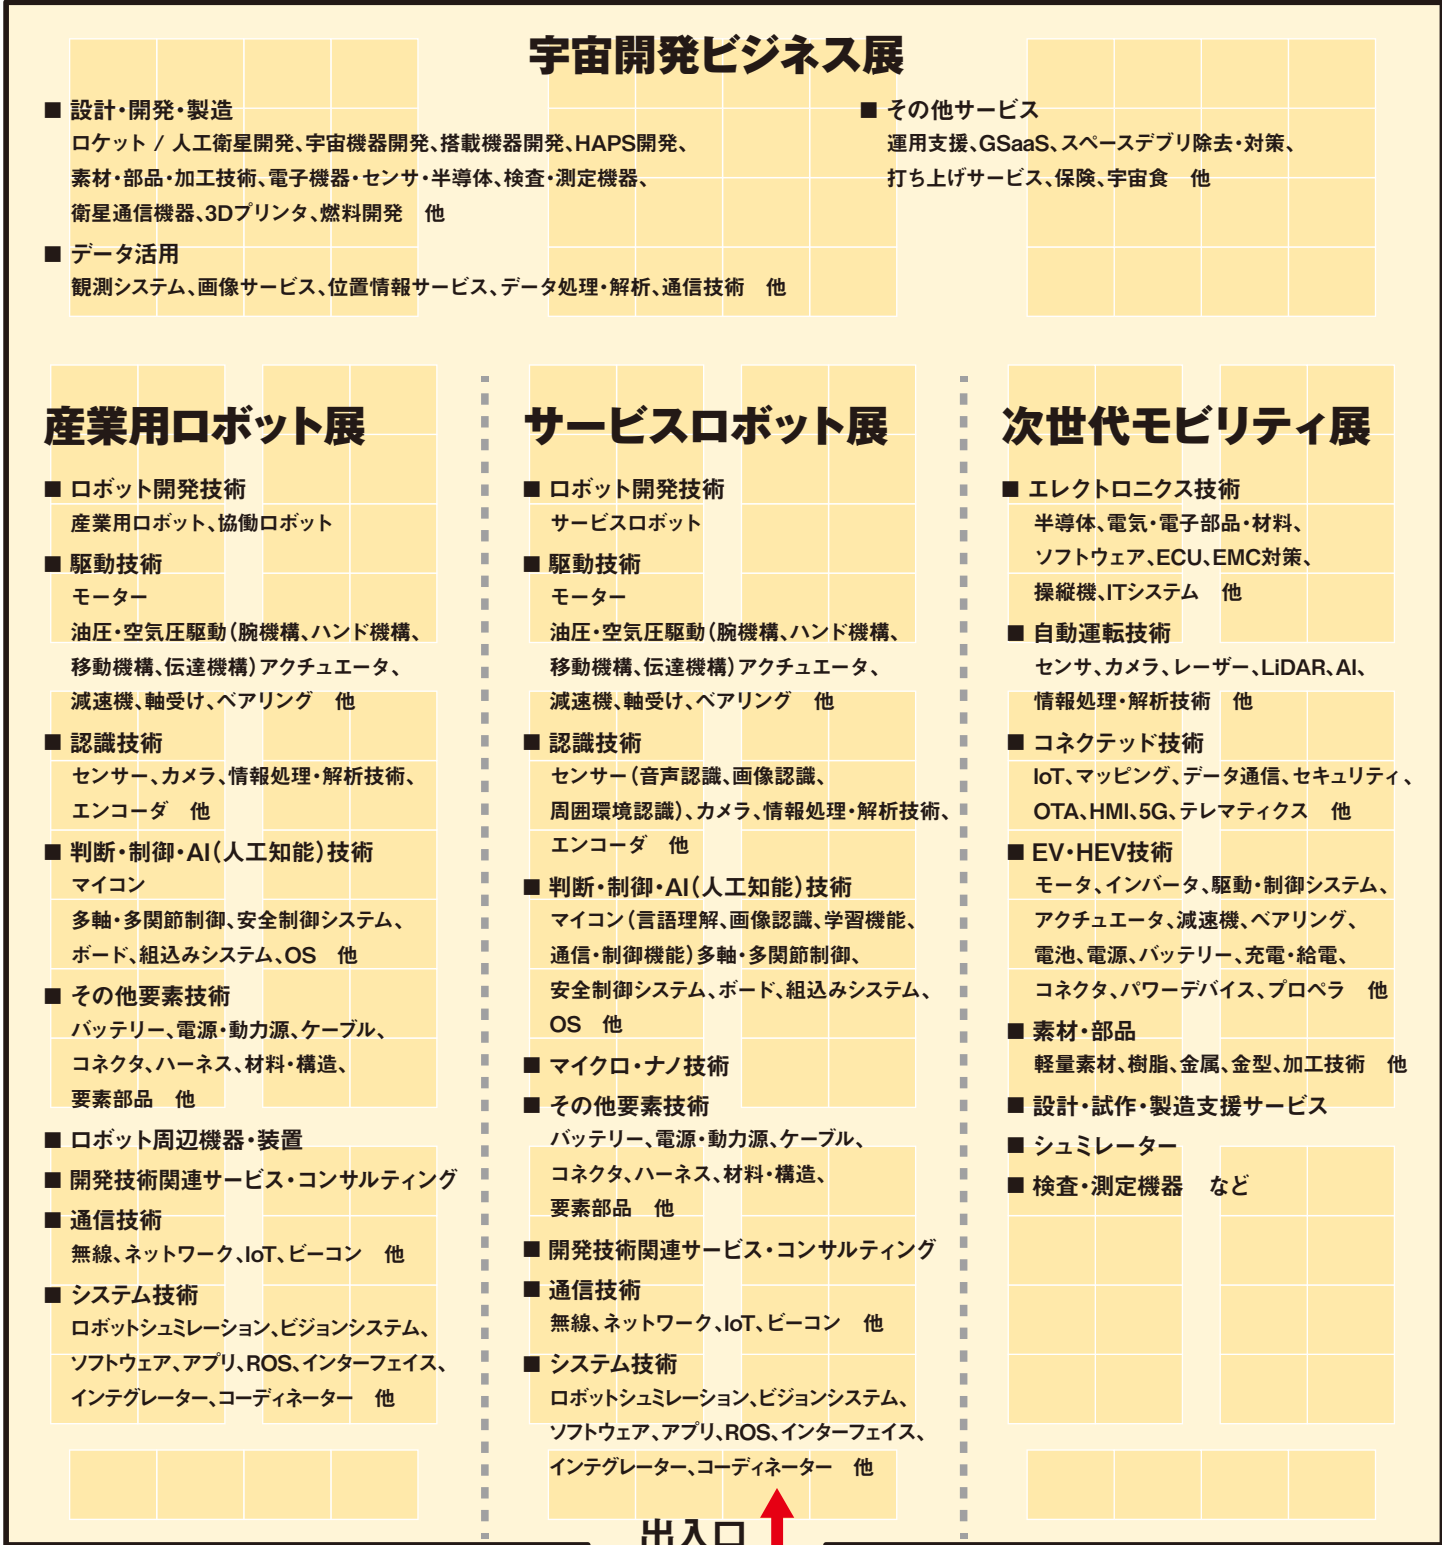 宇宙開発ビジネス展
■ 設計・開発・製造
ロケット / 人工衛星開発、宇宙機器開発、搭載機器開発、HAPS開発、
素材・部品・加工技術、電子機器・センサ・半導体、検査・測定機器、
衛星通信機器、3Dプリンタ、燃料開発　他
■ データ活用
観測システム、画像サービス、位置情報サービス、データ処理・解析、通信技術　他
■ その他サービス
運用支援、GSaaS、スペースデブリ除去・対策、
打ち上げサービス、保険、宇宙食　他
産業用ロボット展
■ ロボット開発技術
産業用ロボット、協働ロボット
■ 駆動技術
モーター
油圧・空気圧駆動（腕機構、ハンド機構、
移動機構、伝達機構）アクチュエータ、
減速機、軸受け、ベアリング　他
■ 認識技術
センサー、カメラ、情報処理・解析技術、
エンコーダ　他
■ 判断・制御・AI（人工知能）技術
マイコン
多軸・多関節制御、安全制御システム、
ボード、組込みシステム、OS　他
■ その他要素技術
バッテリー、電源・動力源、ケーブル、
コネクタ、ハーネス、材料・構造、
要素部品　他
■ ロボット周辺機器・装置
■ 開発技術関連サービス・コンサルティング
■ 通信技術
無線、ネットワーク、IoT、ビーコン　他
■ システム技術
ロボットシュミレーション、ビジョンシステム、
ソフトウェア、アプリ、ROS、インターフェイス、
インテグレーター、コーディネーター　他
サービスロボット展
■ ロボット開発技術
サービスロボット
■ 駆動技術
モーター
油圧・空気圧駆動（腕機構、ハンド機構、
移動機構、伝達機構）アクチュエータ、
減速機、軸受け、ベアリング　他
■ 認識技術
センサー（音声認識、画像認識、
周囲環境認識）、カメラ、情報処理・解析技術、
エンコーダ　他
■ 判断・制御・AI（人工知能）技術
マイコン（言語理解、画像認識、学習機能、
通信・制御機能）多軸・多関節制御、
安全制御システム、ボード、組込みシステム、
OS　他
■ マイクロ・ナノ技術
■ その他要素技術
バッテリー、電源・動力源、ケーブル、
コネクタ、ハーネス、材料・構造、
要素部品　他
■ 開発技術関連サービス・コンサルティング
■ 通信技術
無線、ネットワーク、IoT、ビーコン　他
■ システム技術
ロボットシュミレーション、ビジョンシステム、
ソフトウェア、アプリ、ROS、インターフェイス、
インテグレーター、コーディネーター　他
次世代モビリティ展
■ エレクトロニクス技術
半導体、電気・電子部品・材料、
ソフトウェア、ECU、EMC対策、
操縦機、ITシステム　他
■ 自動運転技術
センサ、カメラ、レーザー、LiDAR、AI、
情報処理・解析技術　他
■ コネクテッド技術
IoT、マッピング、データ通信、セキュリティ、
OTA、HMI、5G、テレマティクス　他
■ EV・HEV技術
モータ、インバータ、駆動・制御システム、
アクチュエータ、減速機、ベアリング、
電池、電源、バッテリー、充電・給電、
コネクタ、パワーデバイス、プロペラ　他
■ 素材・部品
軽量素材、樹脂、金属、金型、加工技術　他
■ 設計・試作・製造支援サービス
■ シュミレーター
■ 検査・測定機器　など
出入口